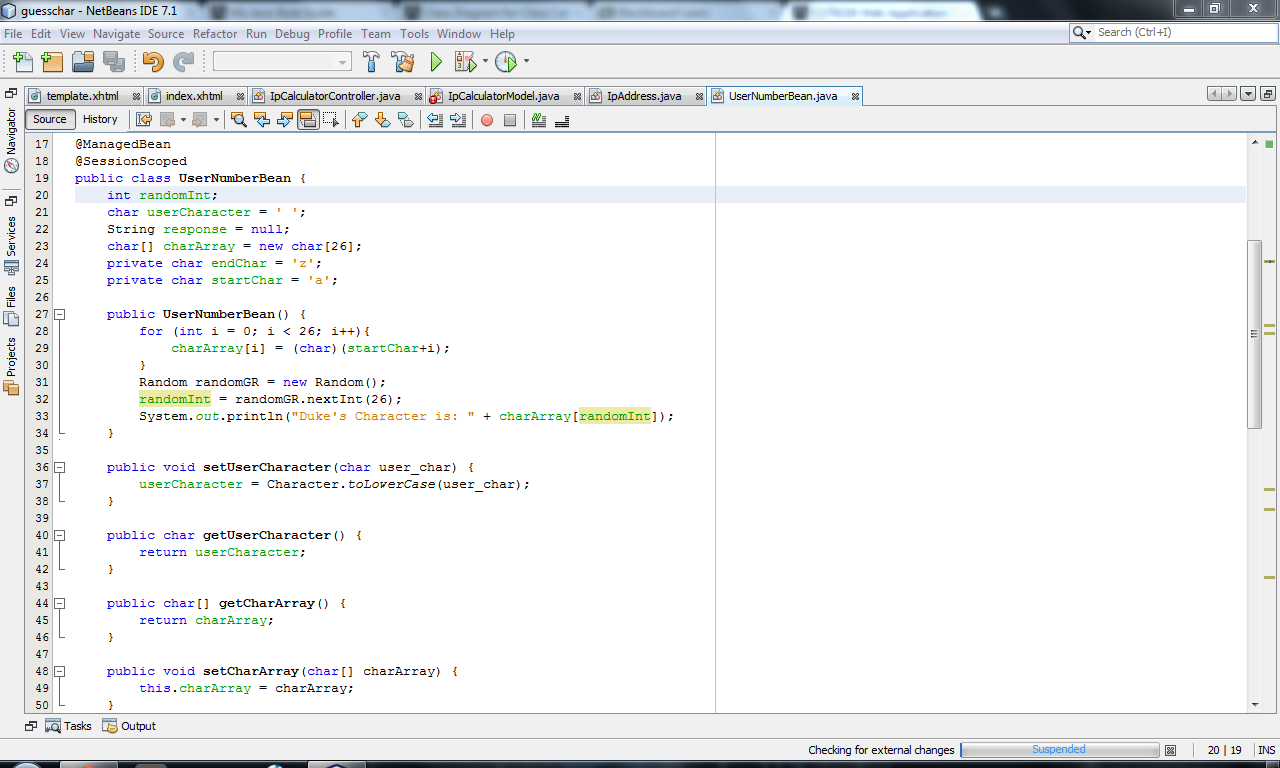 guesschar - NetBeans IDE 7.1
File Edit View Navigate Source Refactor Run Debug Profile Team Tools Window Help
Search (Ctrl+I)
template.xhtml index.xhtml IpCalculatorController.java IpCalculatorModel.java IpAddress.java UserNumberBean.java
Source History
Navigator
Services
Files
Projects
17 @ManagedBean
18 @SessionScoped
19 public class UserNumberBean {
20 int randomInt;
21 char userCharacter = ' ';
22 String response = null;
23 char[] charArray = new char[26];
24 private char endChar = 'z';
25 private char startChar = 'a';
26
27 public UserNumberBean() {
28 for (int i = 0; i < 26; i++){
29 charArray[i] = (char)(startChar+i);
30 }
31 Random randomGR = new Random();
32 randomInt = randomGR.nextInt(26);
33 System.out.println("Duke's Character is: " + charArray[randomInt]);
34 }
35
36 public void setUserCharacter(char user_char) {
37 userCharacter = Character.toLowerCase(user_char);
38 }
39
40 public char getUserCharacter() {
41 return userCharacter;
42 }
43
44 public char[] getCharArray() {
45 return charArray;
46 }
47
48 public void setCharArray(char[] charArray) {
49 this.charArray = charArray;
50 }
Tasks Output
Checking for external changes Suspended 20 | 19 INS